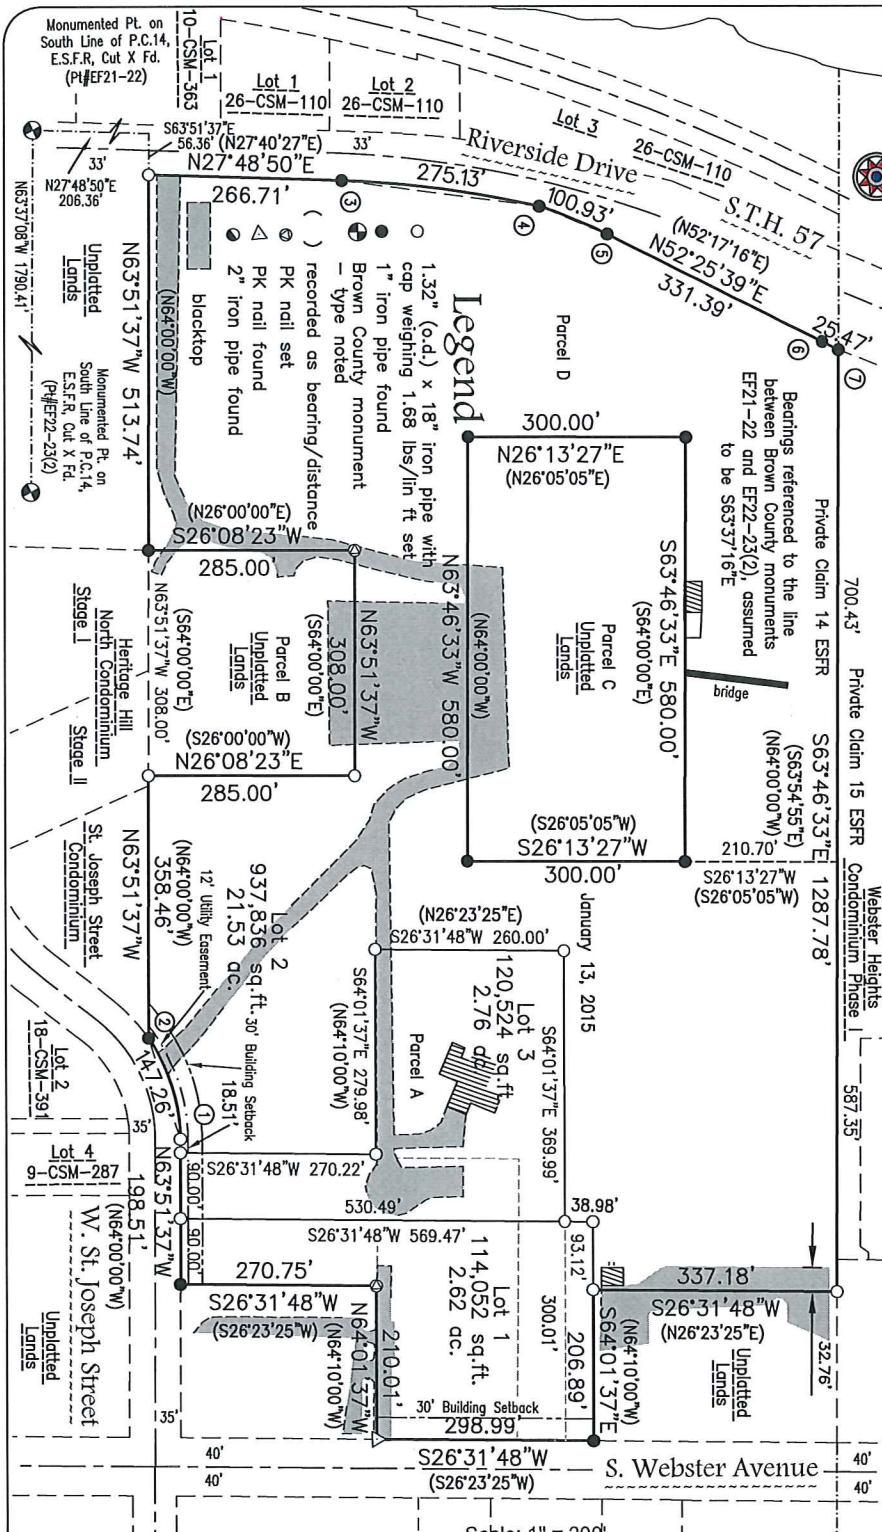 Monumented Pt. on
South Line of P.C.14,
E.S.F.R, Cut X Fd.
(Pt#EF21-22)
Lot 1
10-CSM-363
Lot 1
26-CSM-110
Lot 2
26-CSM-110
Lot 3
26-CSM-110
Riverside Drive
S.T.H. 57
S63°51'37"E
56.36'
(N27°40'27"E)
33'
N27°48'50"E
266.71'
275.13'
100.93'
(N52°17'16"E)
N52°25'39"E
331.39'
25.47'
3
4
5
6
7
33'
N27°48'50"E
206.36'
N63°37'08"W 1790.41'
Unplatted
Lands
Monumented Pt. on
South Line of P.C.14,
E.S.F.R, Cut X Fd.
(Pt#EF22-23(2)
N63°51'37"W 513.74'
(N64°00'00"W)
Legend
1.32" (o.d.) x 18" iron pipe with
cap weighing 1.68 lbs/lin ft set
1" iron pipe found
Brown County monument
– type noted
( ) recorded as bearing/distance
PK nail set
PK nail found
2" iron pipe found
blacktop
Parcel D
Bearings referenced to the line
between Brown County monuments
EF21-22 and EF22-23(2), assumed
to be S63°37'16"E
Private Claim 14 ESFR
Private Claim 15 ESFR
700.43'
300.00'
N26°13'27"E
(N26°05'05"E)
S63°46'33"E 580.00'
(S64°00'00"E)
Parcel C
Unplatted
Lands
bridge
N63°46'33"W 580.00'
(N64°00'00"W)
(S26°05'05"W)
S26°13'27"W
300.00'
210.70'
S26°13'27"W
(S26°05'05"W)
S63°46'33"E 1287.78'
(S63°54'55"E)
(N64°00'00"W)
Webster Heights
Condominium Phase I
587.35'
(N26°00'00"E)
S26°08'23"W
285.00'
N63°51'37"W
308.00'
(S64°00'00"E)
Parcel B
Unplatted
Lands
N63°51'37"W 308.00'
(S64°00'00"E)
(S26°00'00"W)
N26°08'23"E
285.00'
Heritage Hill
North Condominium
Stage I
Stage II
St. Joseph Street
Condominium
N63°51'37"W
358.46'
(N64°00'00"W)
12' Utility Easement
Lot 2
937,836 sq.ft.
21.53 ac.
30' Building Setback
18.51'
1
2
147.26'
January 13, 2015
(N26°23'25"E)
S26°31'48"W 260.00'
Lot 3
120,524 sq.ft
2.76 ac.
S64°01'37"E 369.99'
S64°01'37"E 279.98'
(N64°10'00"W)
Parcel A
Lot 2
18-CSM-391
35'
Lot 4
9-CSM-287
S26°31'48"W 270.22'
90.00'
90.00'
N63°51'37"W
198.51'
(N64°00'00"W)
530.49'
38.98'
S26°31'48"W 569.47'
93.12'
Lot 1
114,052 sq.ft.
2.62 ac.
300.01'
206.89'
270.75'
S26°31'48"W
(S26°23'25"W)
N64°01'37"W
210.01'
(N64°10'00"W)
S64°01'37"E
(N64°10'00"W)
337.18'
S26°31'48"W
(N26°23'25"E)
32.76'
Unplatted
Lands
30' Building Setback
298.99'
S26°31'48"W
(S26°23'25"W)
W. St. Joseph Street
Unplatted
Lands
35'
40'
40'
S. Webster Avenue
40'
40'
Scale: 1" = 200'